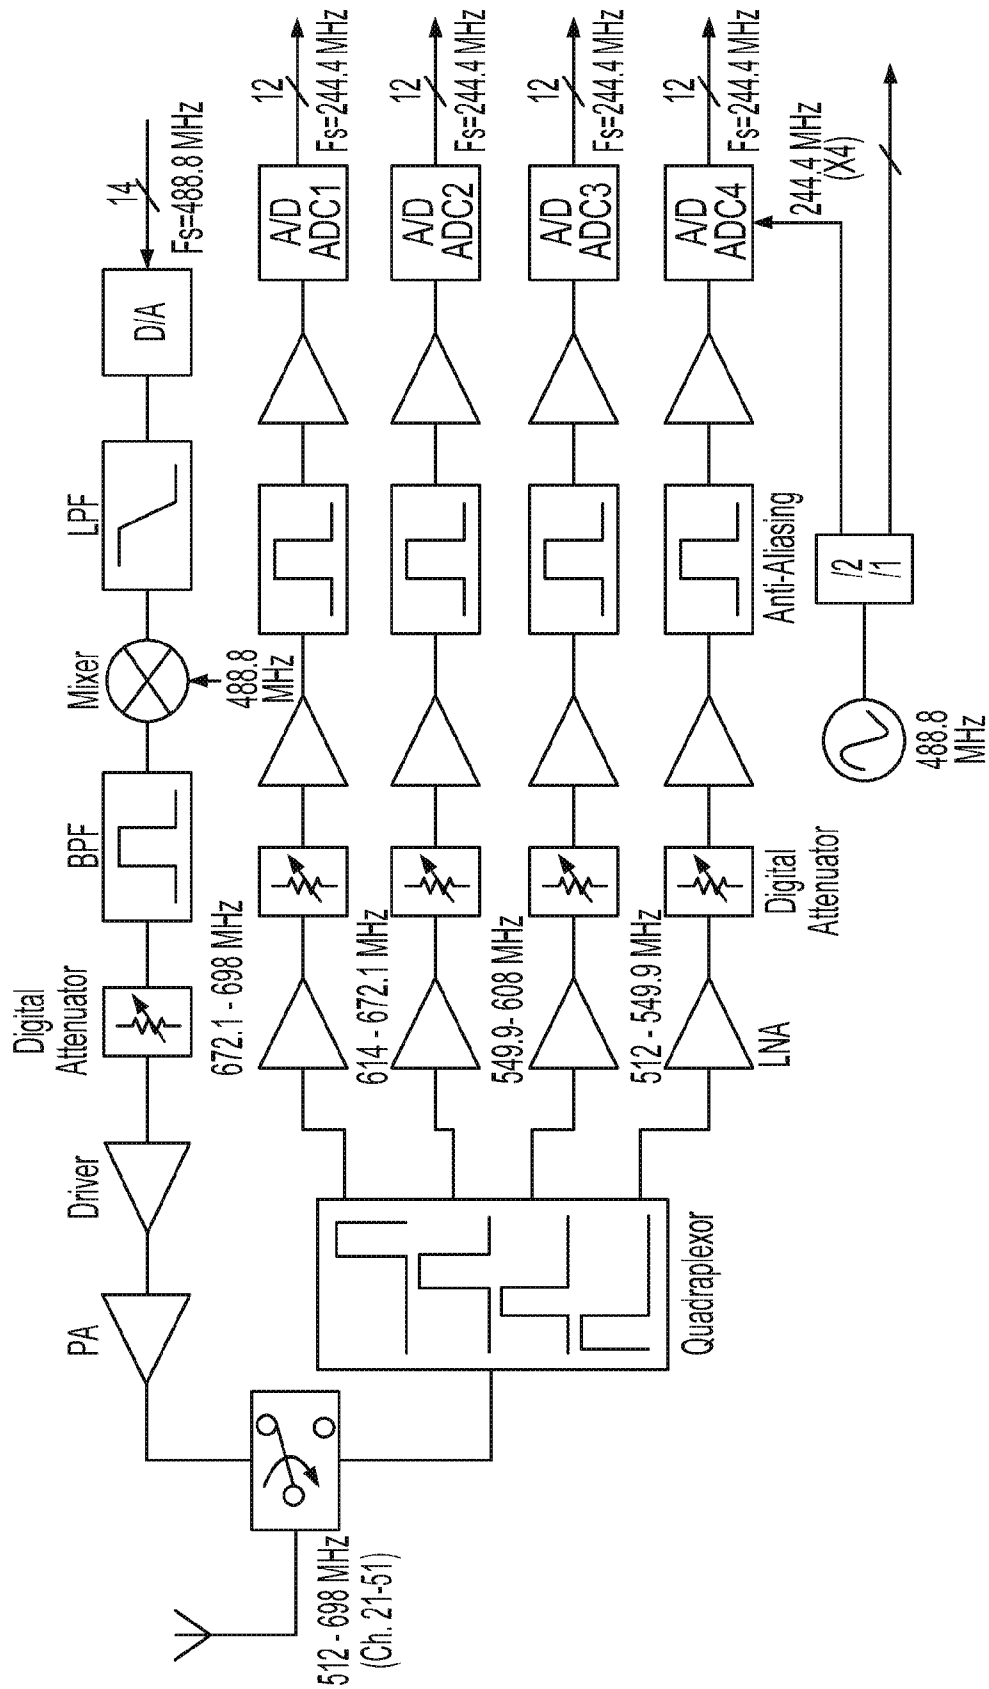 PA
Driver
Digital
Attenuator
BPF
Mixer
488.8
MHz
LPF
D/A
14
Fs=488.8 MHz
512 - 698 MHz
(Ch. 21-51)
Quadraplexor
672.1 - 698 MHz
A/D
ADC1
12
Fs=244.4 MHz
614 - 672.1 MHz
A/D
ADC2
12
Fs=244.4 MHz
549.9- 608 MHz
A/D
ADC3
12
Fs=244.4 MHz
512 - 549.9 MHz
LNA
Digital
Attenuator
Anti-Aliasing
A/D
ADC4
12
Fs=244.4 MHz
244.4 MHz
(X4)
488.8
MHz
/2
/1